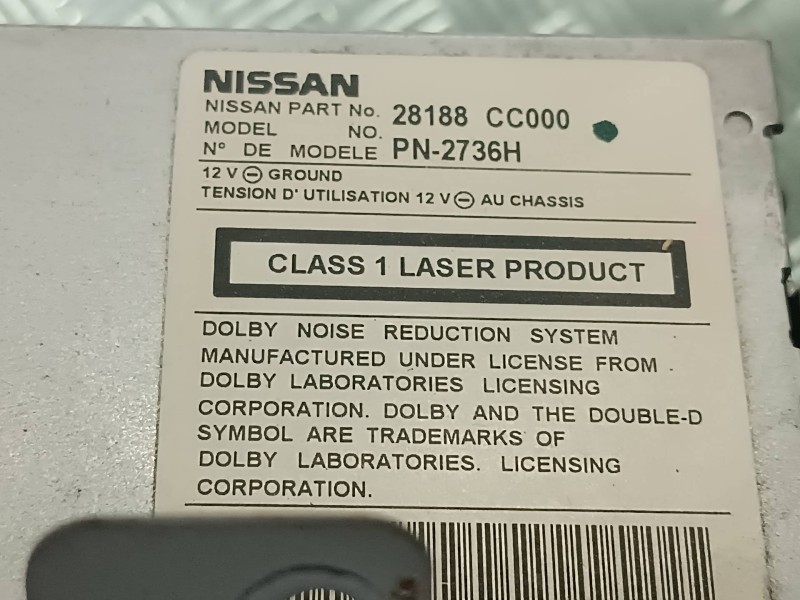 NISSAN
NISSAN PART No. 28188 CC000
MODEL NO.
N° DE MODELE PN-2736H
12 V ⊖ GROUND
TENSION D' UTILISATION 12 V ⊖ AU CHASSIS
CLASS 1 LASER PRODUCT
DOLBY NOISE REDUCTION SYSTEM
MANUFACTURED UNDER LICENSE FROM
DOLBY LABORATORIES LICENSING
CORPORATION. DOLBY AND THE DOUBLE-D
SYMBOL ARE TRADEMARKS OF
DOLBY LABORATORIES. LICENSING
CORPORATION.